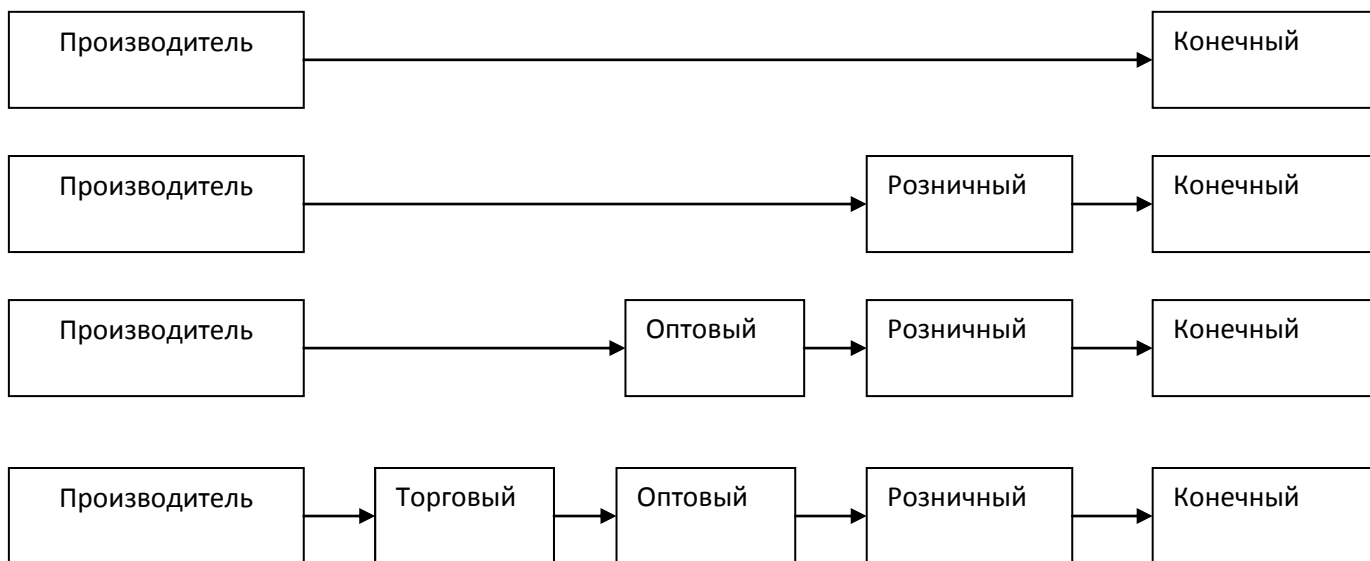 Производитель Конечный
Производитель Розничный Конечный
Производитель Оптовый Розничный Конечный
Производитель Торговый Оптовый Розничный Конечный